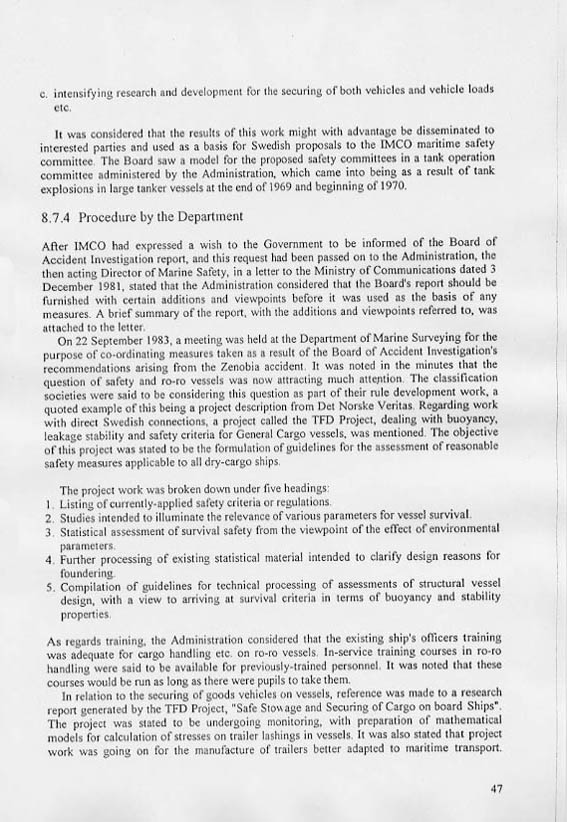 c. intensifying research and development for the securing of both vehicles and vehicle loads
etc.
It was considered that the results of this work might with advantage be disseminated to
interested parties and used as a basis for Swedish proposals to the IMCO maritime safety
committee. The Board saw a model for the proposed safety committees in a tank operation
committee administered by the Administration, which came into being as a result of tank
explosions in large tanker vessels at the end of 1969 and beginning of 1970.
8.7.4 Procedure by the Department
After IMCO had expressed a wish to the Government to be informed of the Board of
Accident Investigation report, and this request had been passed on to the Administration, the
then acting Director of Marine Safety, in a letter to the Ministry of Communications dated 3
December 1981, stated that the Administration considered that the Board's report should be
furnished with certain additions and viewpoints before it was used as the basis of any
measures. A brief summary of the report, with the additions and viewpoints referred to, was
attached to the letter.
On 22 September 1983, a meeting was held at the Department of Marine Surveying for the
purpose of co-ordinating measures taken as a result of the Board of Accident Investigation's
recommendations arising from the Zenobia accident. It was noted in the minutes that the
question of safety and ro-ro vessels was now attracting much attention. The classification
societies were said to be considering this question as part of their rule development work, a
quoted example of this being a project description from Det Norske Veritas. Regarding work
with direct Swedish connections, a project called the TFD Project, dealing with buoyancy,
leakage stability and safety criteria for General Cargo vessels, was mentioned. The objective
of this project was stated to be the formulation of guidelines for the assessment of reasonable
safety measures applicable to all dry-cargo ships.
The project work was broken down under five headings:
1. Listing of currently-applied safety criteria or regulations.
2. Studies intended to illuminate the relevance of various parameters for vessel survival.
3. Statistical assessment of survival safety from the viewpoint of the effect of environmental
parameters.
4. Further processing of existing statistical material intended to clarify design reasons for
foundering.
5. Compilation of guidelines for technical processing of assessments of structural vessel
design, with a view to arriving at survival criteria in terms of buoyancy and stability
properties.
As regards training, the Administration considered that the existing ship's officers training
was adequate for cargo handling etc. on ro-ro vessels. In-service training courses in ro-ro
handling were said to be available for previously-trained personnel. It was noted that these
courses would be run as long as there were pupils to take them.
In relation to the securing of goods vehicles on vessels, reference was made to a research
report generated by the TFD Project, "Safe Stowage and Securing of Cargo on board Ships".
The project was stated to be undergoing monitoring, with preparation of mathematical
models for calculation of stresses on trailer lashings in vessels. It was also stated that project
work was going on for the manufacture of trailers better adapted to maritime transport.
47